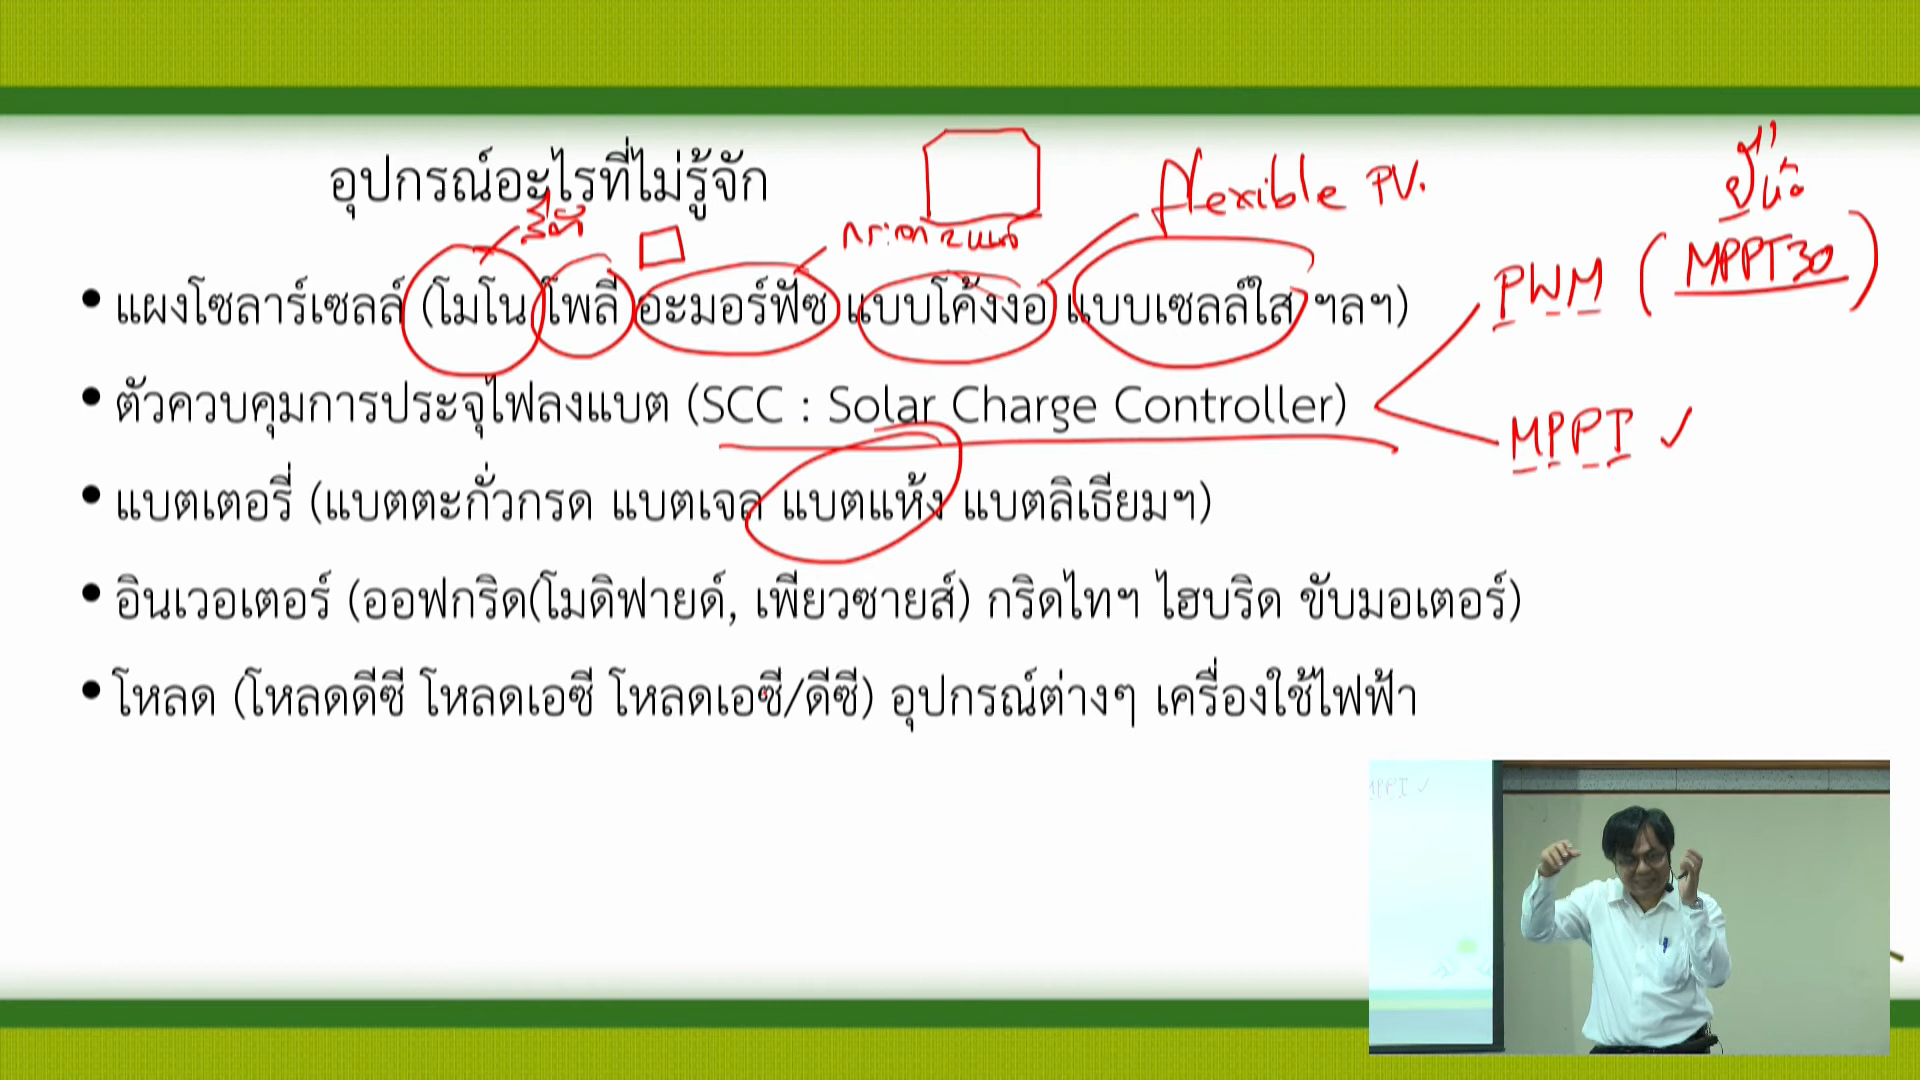 อุปกรณ์อะไรที่ไม่รู้จัก
flexible PV.
ยี่ห้อ
สีดำ
PWM (MPPT30)
• แผงโซลาร์เซลล์ (โมโน โพลี อะมอร์ฟัซ แบบโค้งงอ แบบเซลล์ใส ฯลฯ)
• ตัวควบคุมการประจุไฟลงแบต (SCC : Solar Charge Controller)
MPPT ✓
• แบตเตอรี่ (แบตตะกั่วกรด แบตเจล แบตแห้ง แบตลิเธียมฯ)
• อินเวอเตอร์ (ออฟกริด(โมดิฟายด์, เพียวซายส์) กริดไทฯ ไฮบริด ขับมอเตอร์)
• โหลด (โหลดดีซี โหลดเอซี โหลดเอซี/ดีซี) อุปกรณ์ต่างๆ เครื่องใช้ไฟฟ้า
MPPT ✓